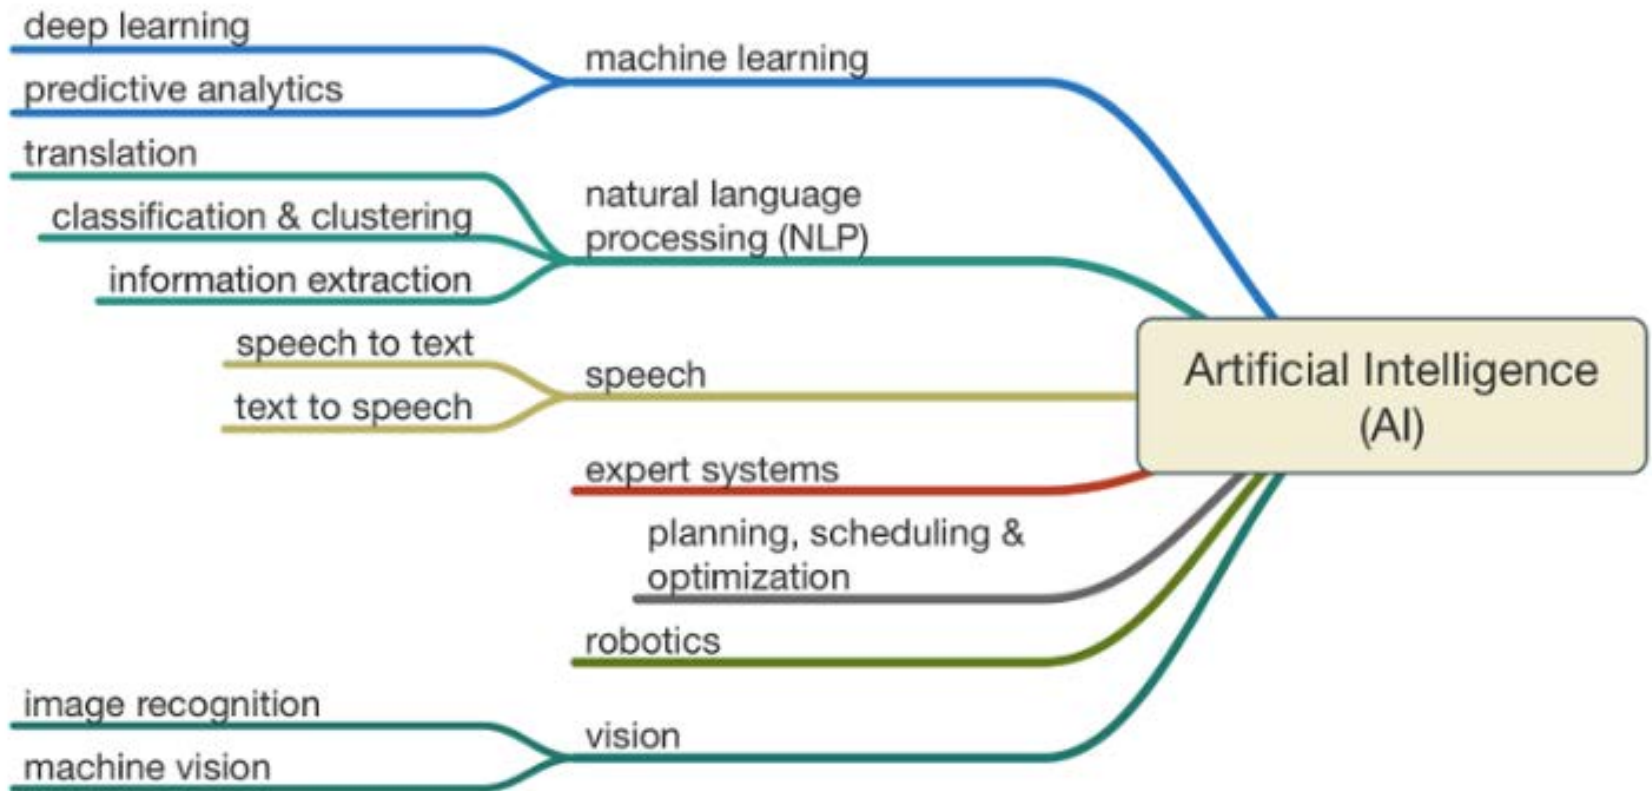 deep learning
predictive analytics
machine learning
translation
classification & clustering
information extraction
natural language
processing (NLP)
speech to text
text to speech
speech
expert systems
planning, scheduling &
optimization
robotics
image recognition
machine vision
vision
Artificial Intelligence
(AI)